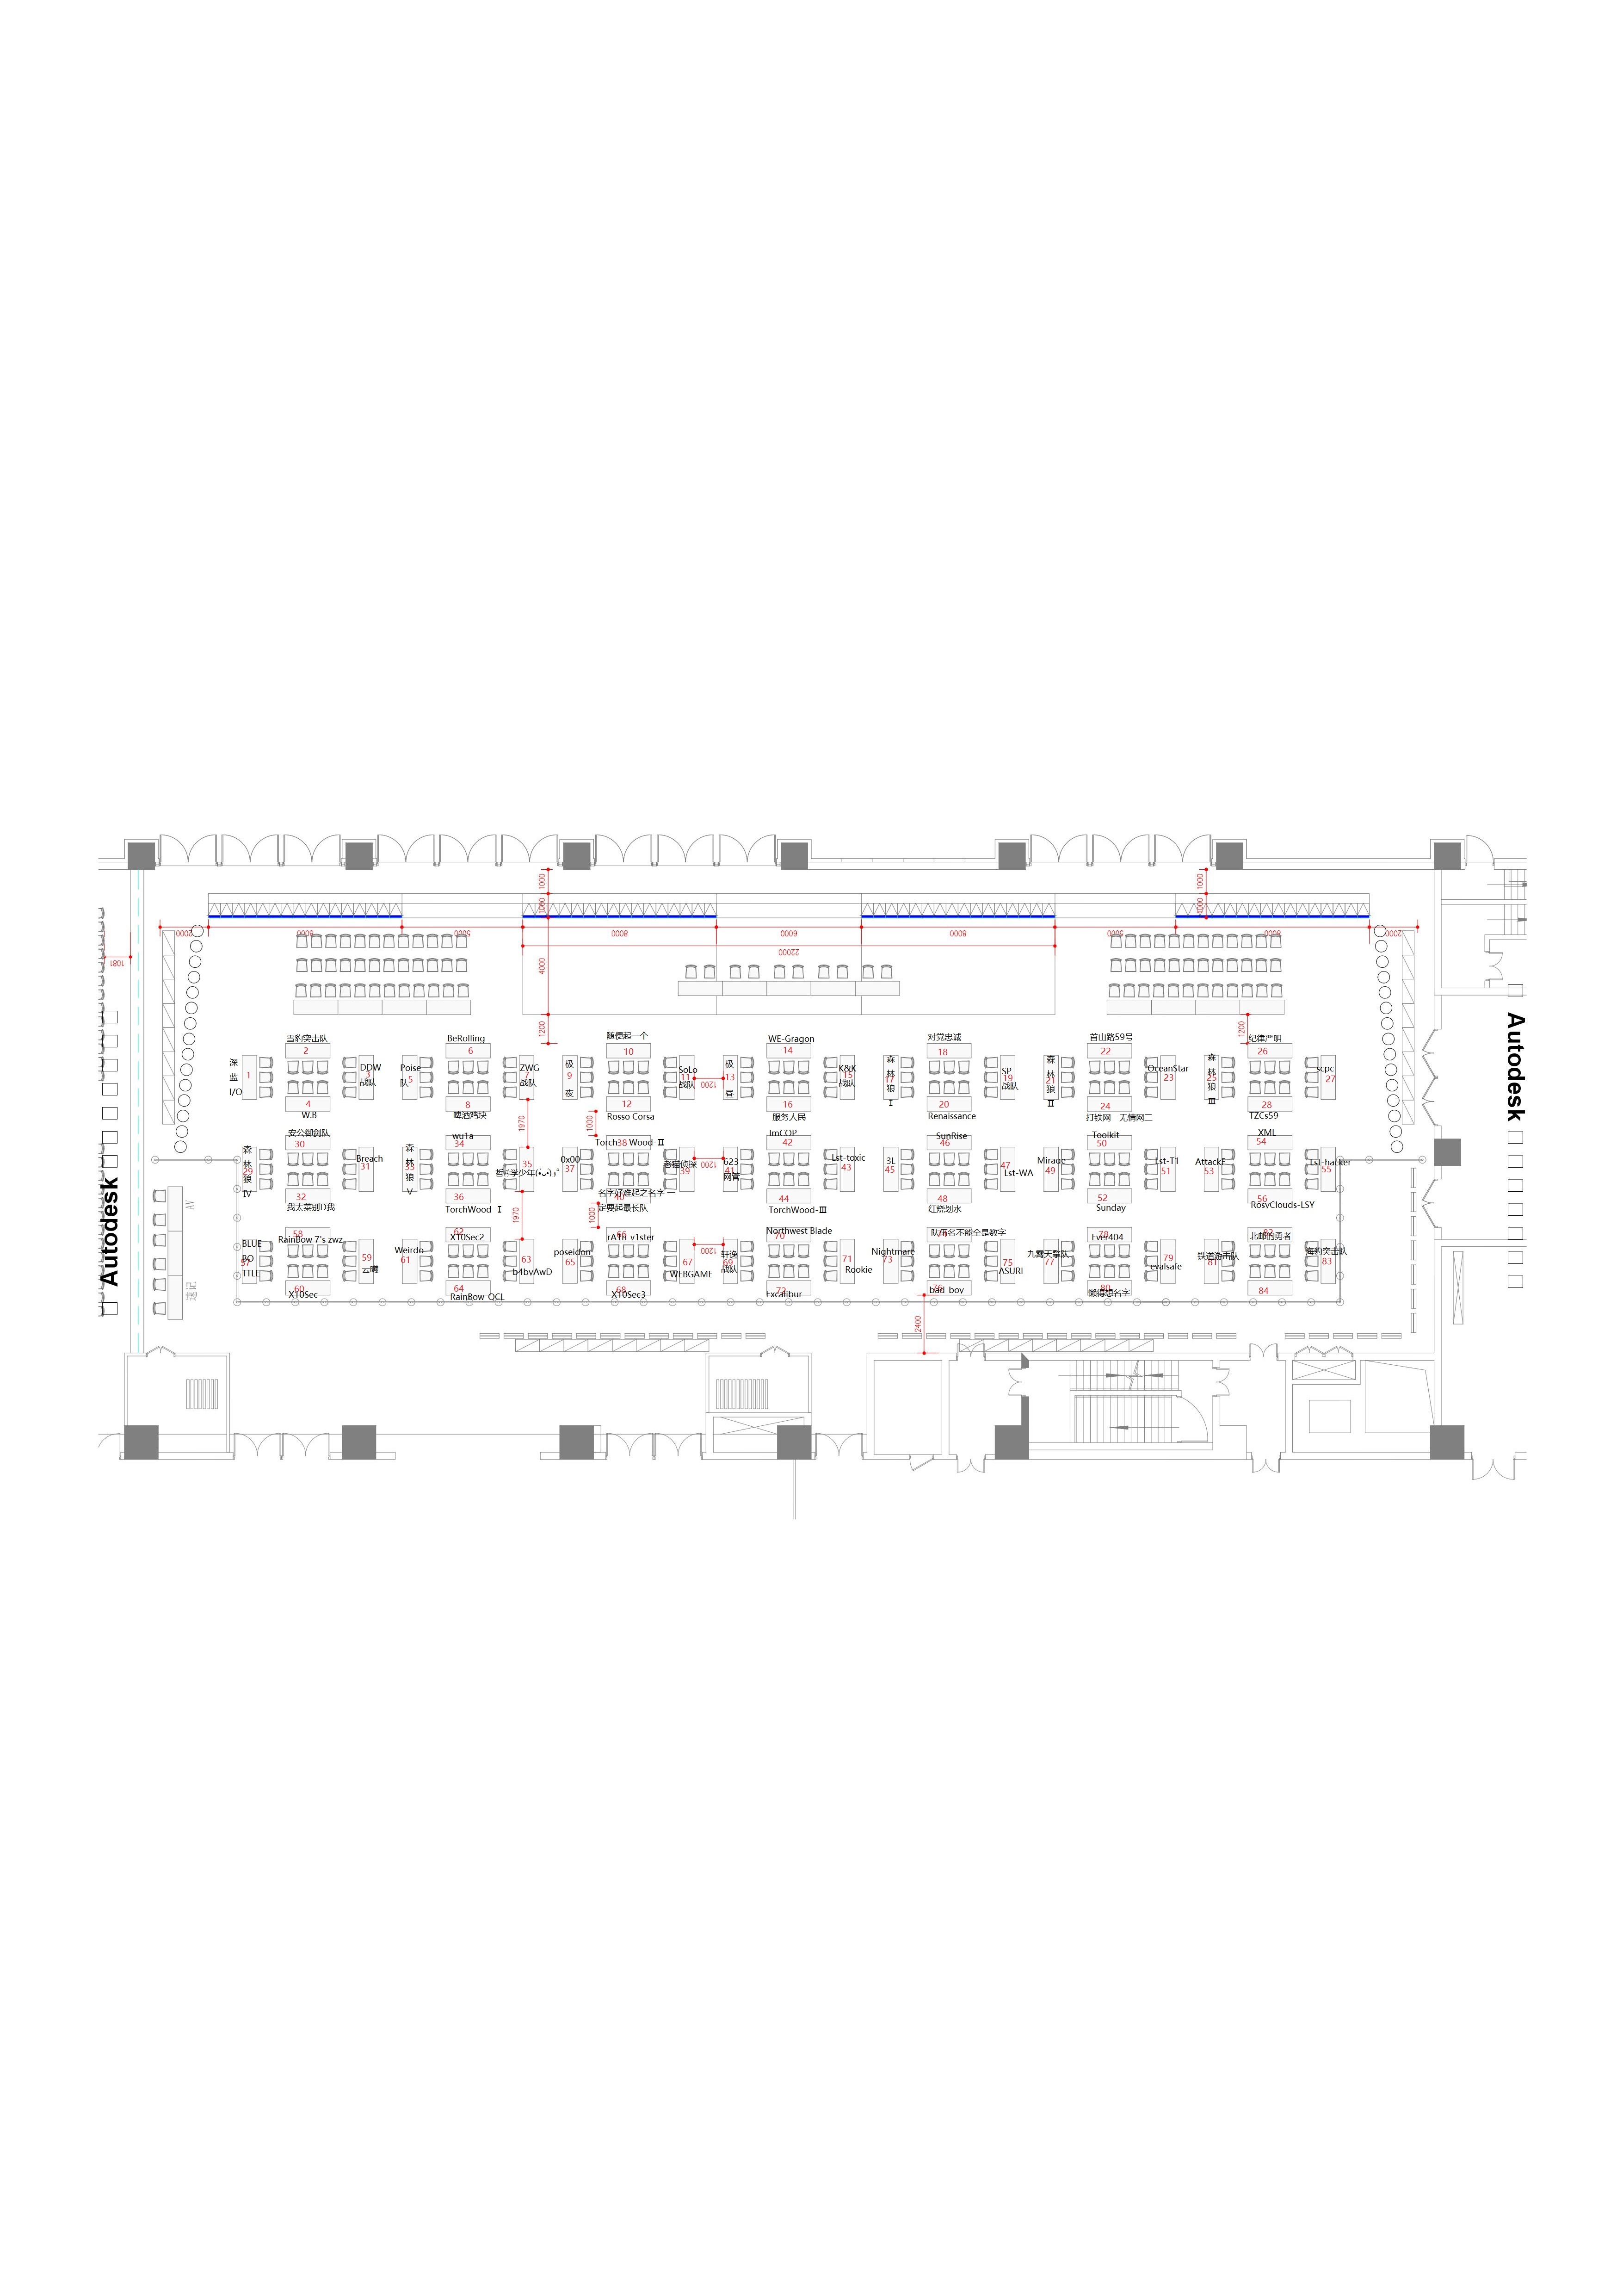 1000
1000
1000
1000
2000
8000
5000
8000
6000
8000
5000
8000
2000
22000
1081
4000
1200
1200
雪豹突击队
2
BeRolling
6
随便起一个
10
WE-Gragon
14
对党忠诚
18
首山路59号
22
纪律严明
26
深
蓝
I/O
1
DDW
3
战队
Poise
队
5
ZWG
7
战队
极
9
夜
SoLo
11
战队
1200
极
13
昼
K&K
15
战队
森
林
狼
Ⅰ
17
SP
19
战队
森
林
狼
Ⅱ
21
OceanStar
23
森
林
狼
Ⅲ
25
scpc
27
4
W.B
8
啤酒鸡块
12
Rosso Corsa
16
服务人民
20
Renaissance
24
打铁网一无情网二
28
TZCs59
1970
1000
安公御剑队
30
wu1a
34
Torch Wood-Ⅱ
38
ImCOP
42
SunRise
46
Toolkit
50
XML
54
森
林
狼
Ⅳ
29
Breach
31
森
林
狼
Ⅴ
33
35
0x00
37
老猫侦探
39
1200
623
41
网管
Lst-toxic
43
3L
45
47
Lst-WA
Mirage
49
Lst-T1
51
AttackF
53
Lst-hacker
55
32
我太菜别D我
36
TorchWood-Ⅰ
名字好难起之名字一
40
定要起最长队
44
TorchWood-Ⅲ
48
红烧划水
52
Sunday
56
RosyClouds-LSY
1970
1000
58
RainBow 7's zwz
62
X10Sec2
66
rA1n v1ster
70
Northwest Blade
74
队伍名不能全是数字
78
Ever404
82
北邮的勇者
BLUE
BO
57
TTLE
59
云曦
Weirdo
61
63
b4byAwD
poseidon
65
67
WEBGAME
1200
轩逸
69
战队
71
Rookie
Nightmare
73
75
ASURI
九霄天擎队
77
79
evalsafe
铁道游击队
81
海豹突击队
83
60
X10Sec
64
RainBow QCL
68
X10Sec3
72
Excalibur
76
bad boy
80
懒得想名字
84
2400
AV
速记
Autodesk
Autodesk